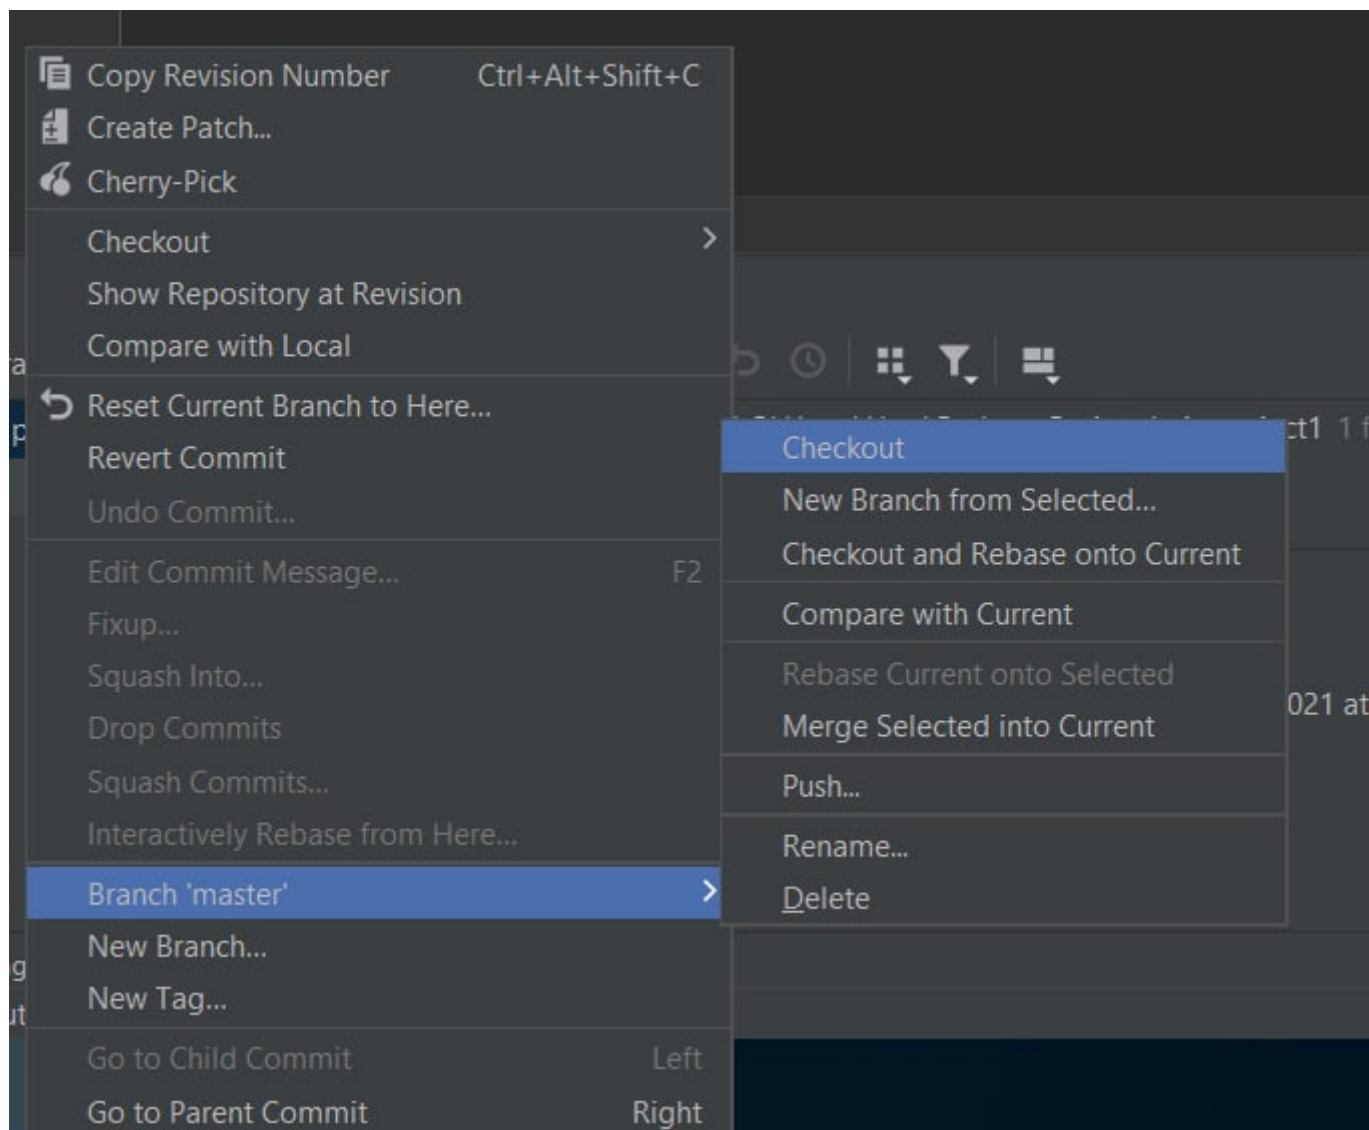 Copy Revision Number Ctrl+Alt+Shift+C
Create Patch...
Cherry-Pick
Checkout
Show Repository at Revision
Compare with Local
Reset Current Branch to Here...
Revert Commit
Undo Commit...
Edit Commit Message... F2
Fixup...
Squash Into...
Drop Commits
Squash Commits...
Interactively Rebase from Here...
Branch 'master'
New Branch...
New Tag...
Go to Child Commit Left
Go to Parent Commit Right
ct1 1 f
Checkout
New Branch from Selected...
Checkout and Rebase onto Current
Compare with Current
Rebase Current onto Selected
Merge Selected into Current
Push...
Rename...
Delete
021 at